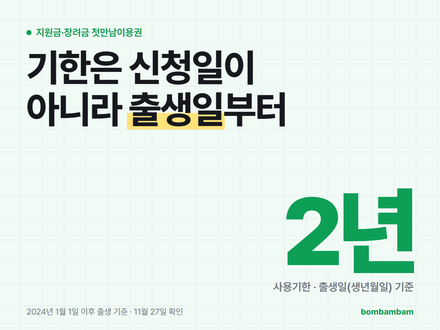 지원금·장려금 첫만남이용권
기한은 신청일이
아니라 출생일부터
2년
사용기한 · 출생일(생년월일) 기준
2024년 1월 1일 이후 출생 기준 · 11월 27일 확인
bombambam